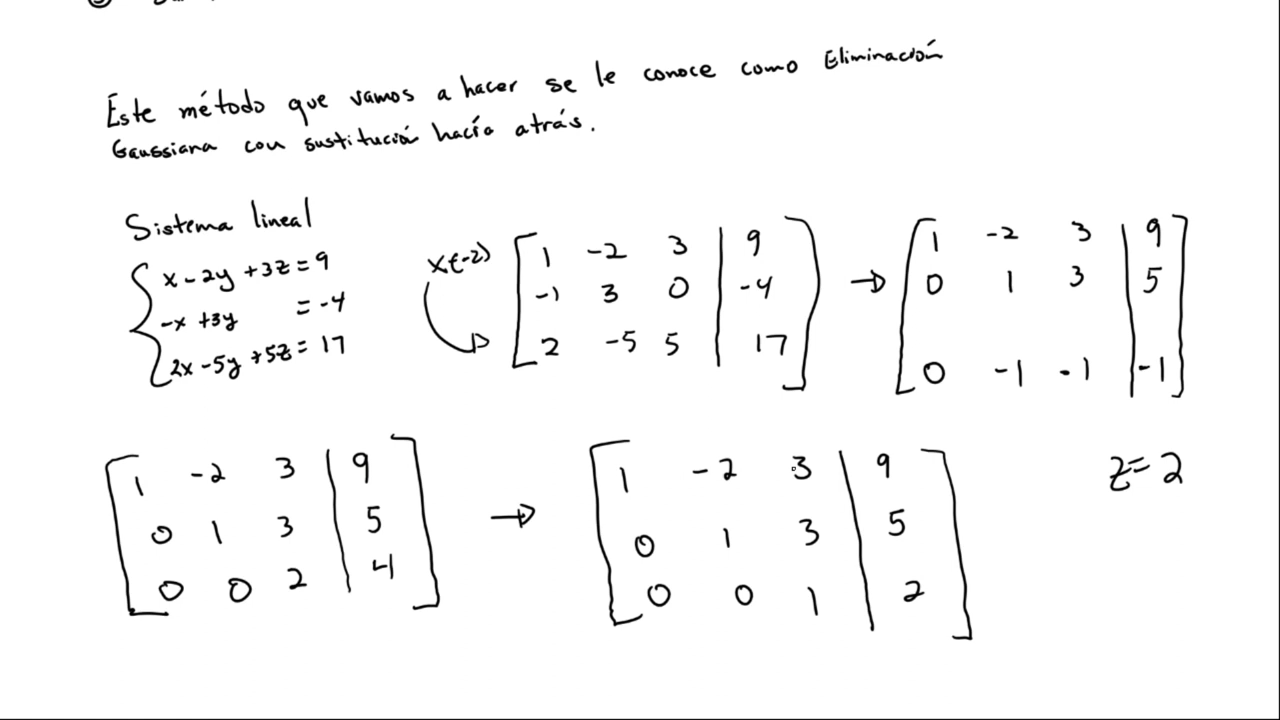 Este método que vamos a hacer se le conoce como Eliminación
Gaussiana con sustitución hacía atrás.
Sistema lineal
x - 2y + 3z = 9
-x + 3y = -4
2x - 5y + 5z = 17
x(-2)
1 -2 3 | 9
-1 3 0 | -4
2 -5 5 | 17
→
1 -2 3 | 9
0 1 3 | 5
0 -1 -1 | -1
1 -2 3 | 9
0 1 3 | 5
0 0 2 | 4
→
1 -2 3 | 9
0 1 3 | 5
0 0 1 | 2
z = 2